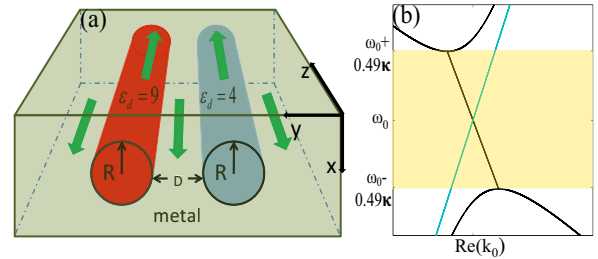 (a)
ε_d = 9
ε_d = 4
z
y
x
R
D
R
metal
(b)
ω₀+
0.49κ
ω₀
ω₀-
0.49κ
Re(k₀)